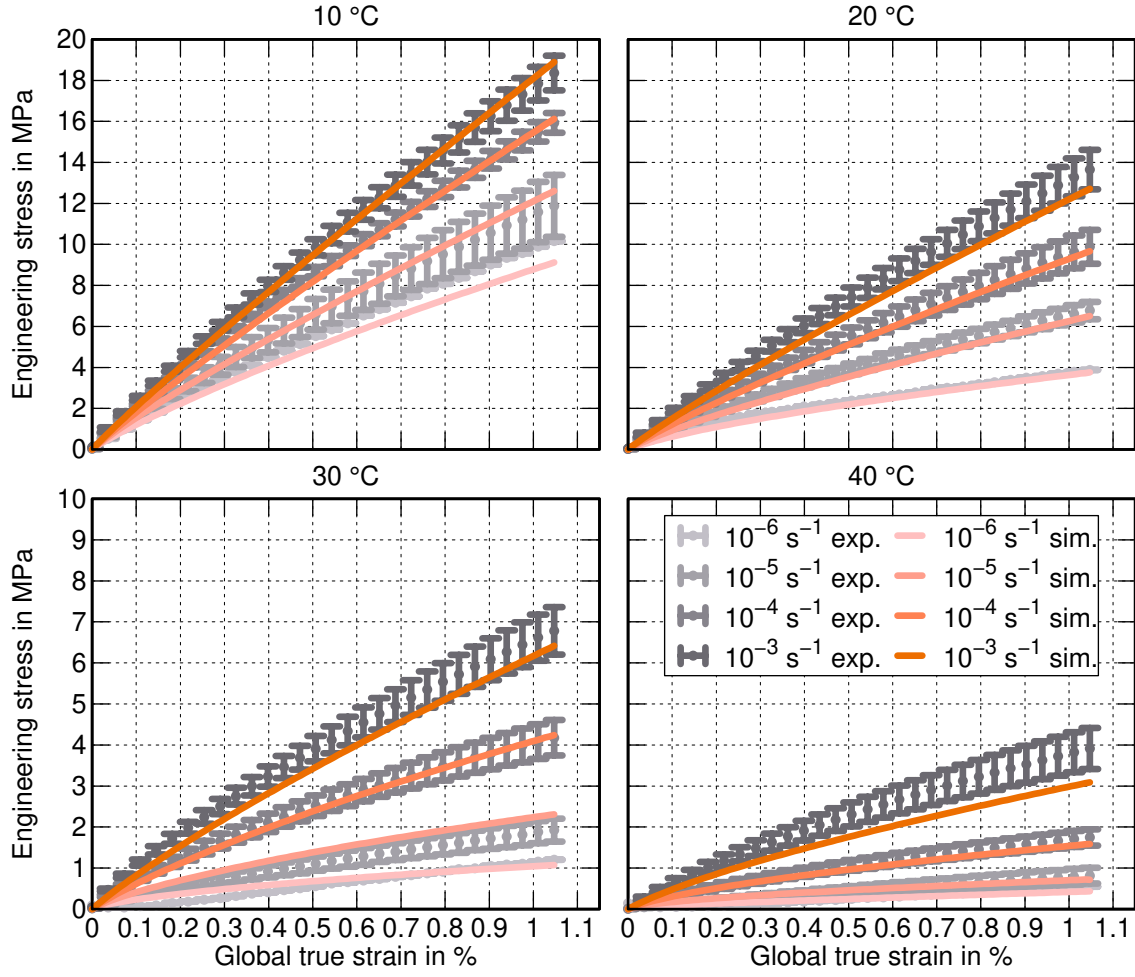 10 °C
20 °C
Engineering stress in MPa
20
18
16
14
12
10
8
6
4
2
0
30 °C
40 °C
Engineering stress in MPa
10
9
8
7
6
5
4
3
2
1
0
10⁻⁶ s⁻¹ exp. 10⁻⁶ s⁻¹ sim.
10⁻⁵ s⁻¹ exp. 10⁻⁵ s⁻¹ sim.
10⁻⁴ s⁻¹ exp. 10⁻⁴ s⁻¹ sim.
10⁻³ s⁻¹ exp. 10⁻³ s⁻¹ sim.
0 0.1 0.2 0.3 0.4 0.5 0.6 0.7 0.8 0.9 1 1.1
0 0.1 0.2 0.3 0.4 0.5 0.6 0.7 0.8 0.9 1 1.1
Global true strain in %
Global true strain in %